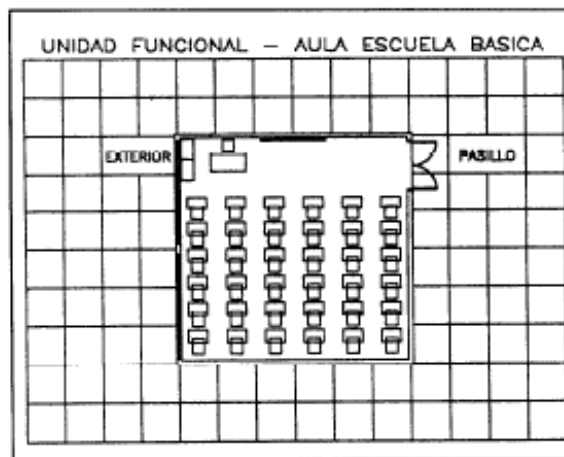 UNIDAD FUNCIONAL — AULA ESCUELA BASICA
EXTERIOR
PASILLO